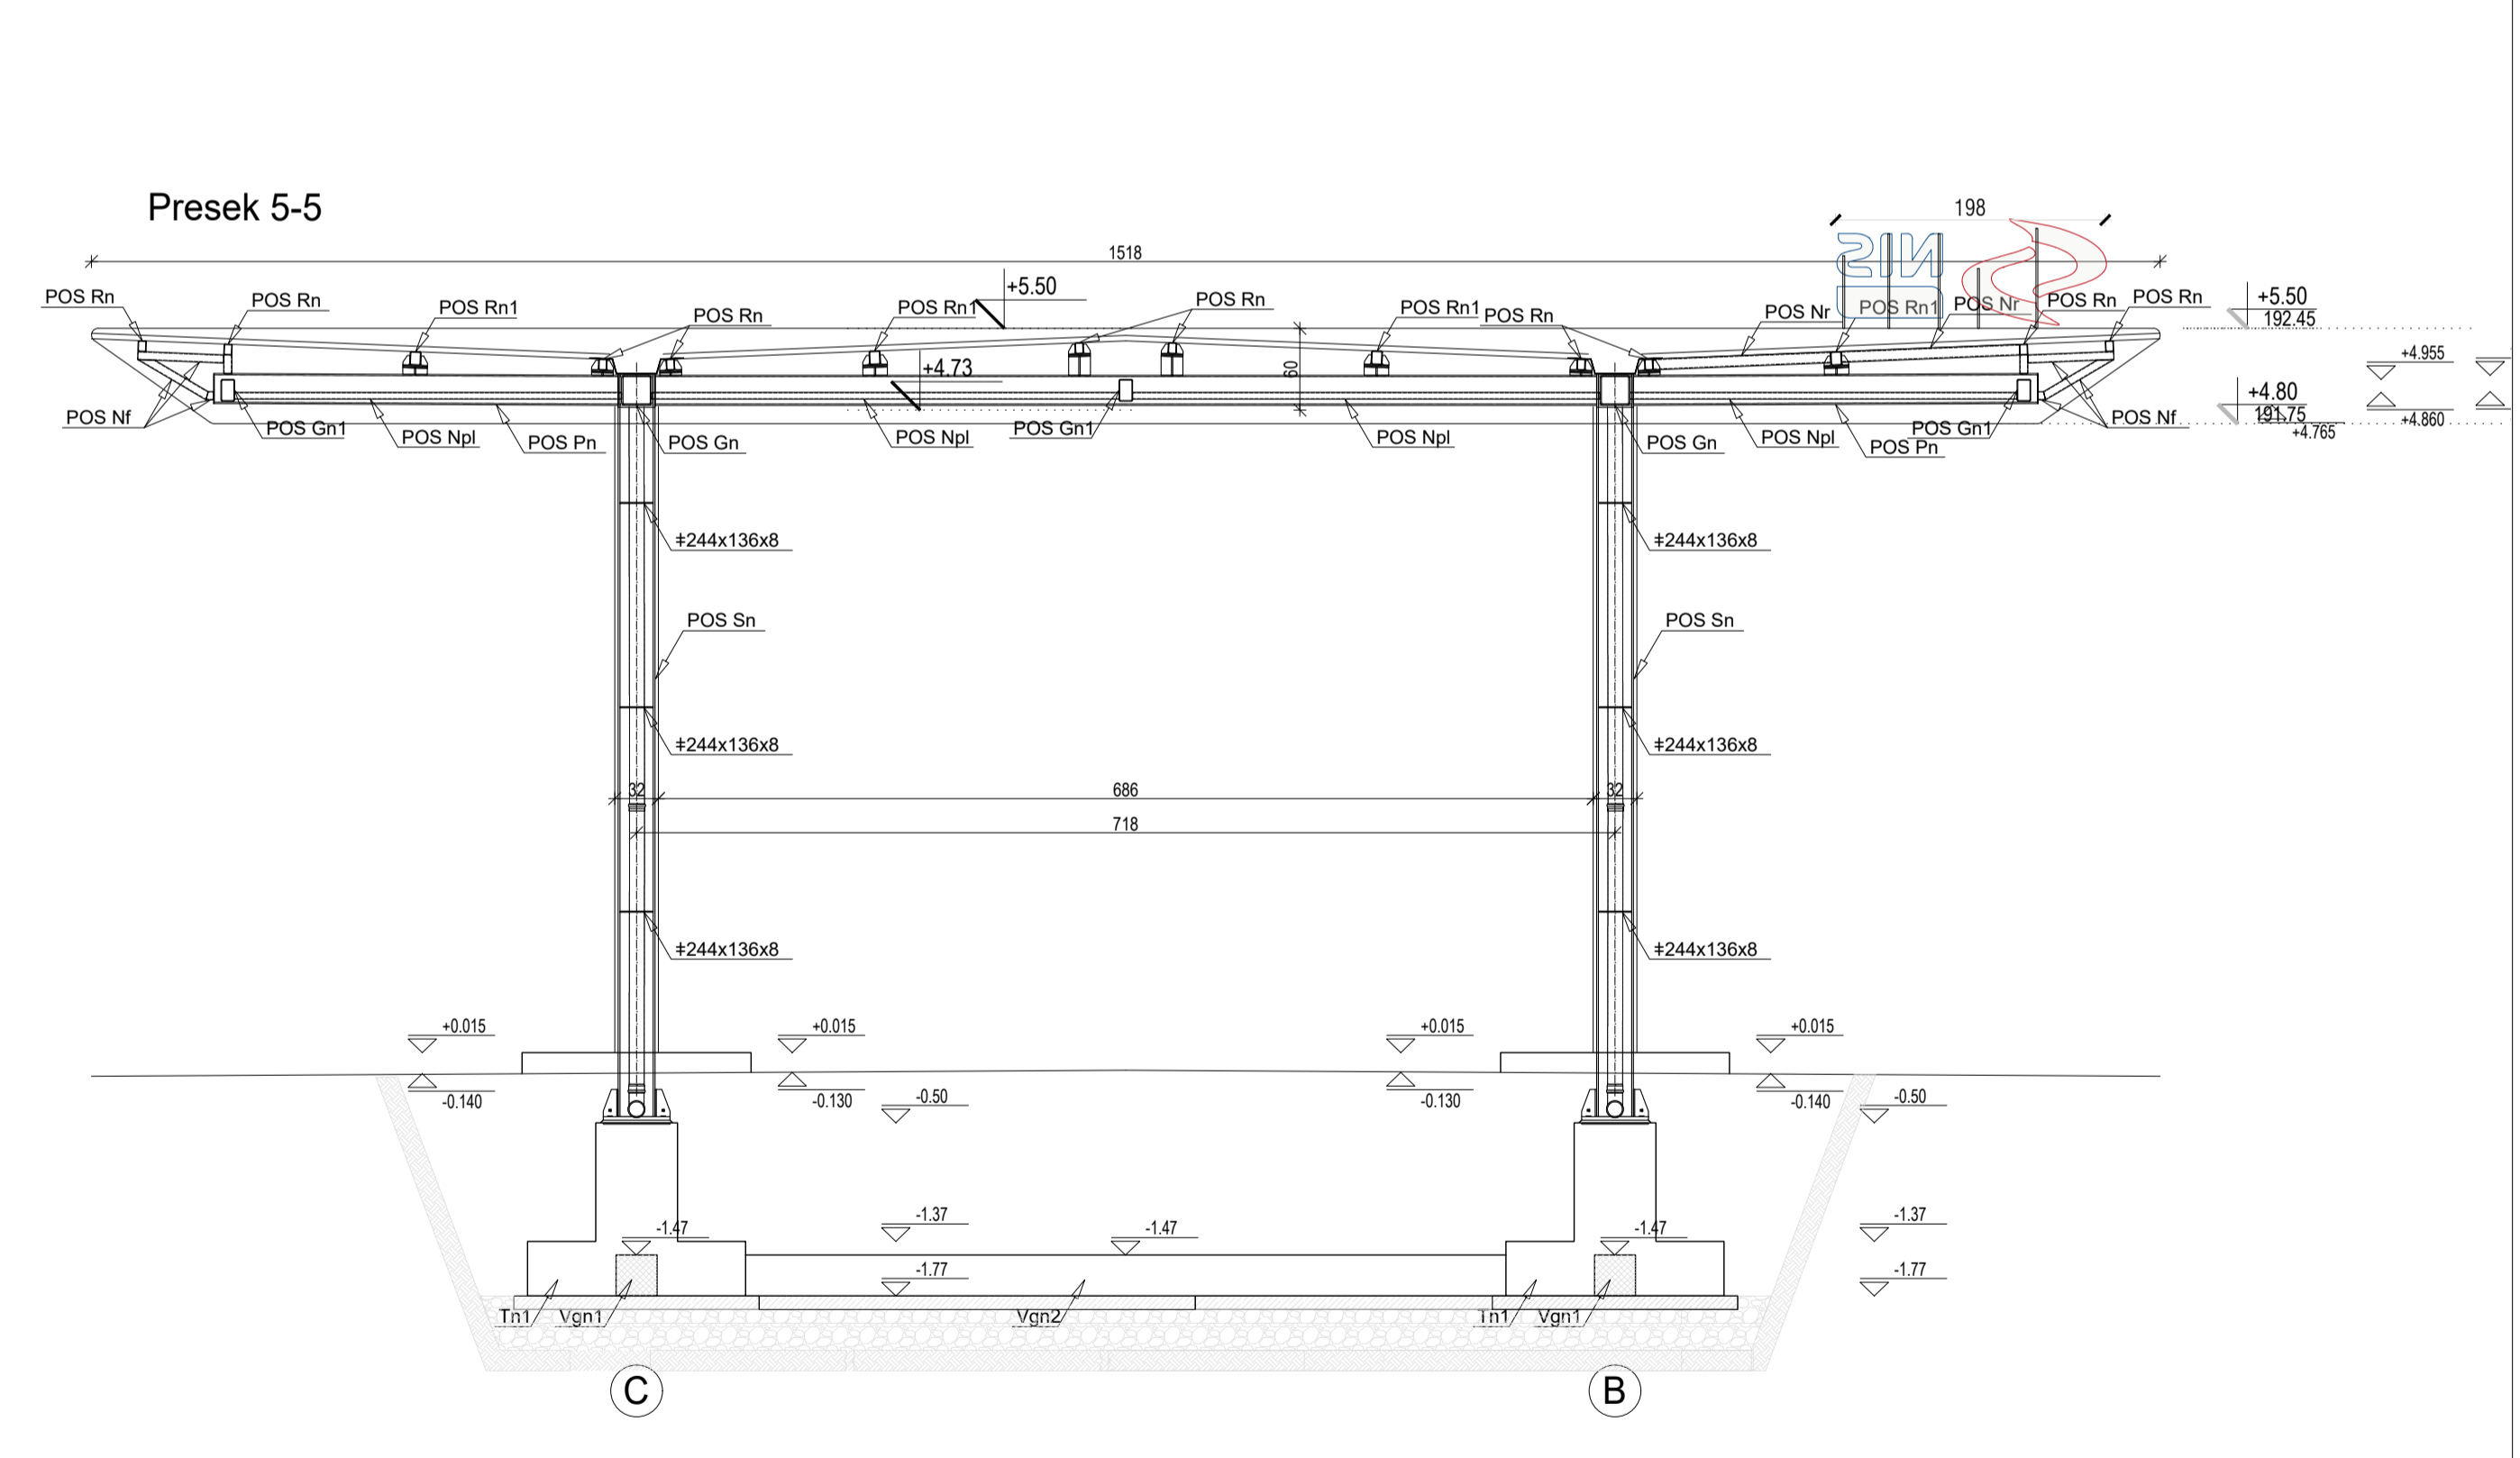 Presek 5-5
198
1518
NIS
+5.50
+5.50
192.45
POS Rn
POS Rn
POS Rn1
POS Rn
POS Rn1
POS Rn
POS Rn1
POS Rn
POS Nr
POS Rn1
POS Nr
POS Rn
POS Rn
+4.73
60
+4.955
+4.80
191.75
+4.765
+4.860
POS Nf
POS Gn1
POS Npl
POS Pn
POS Gn
POS Npl
POS Gn1
POS Npl
POS Gn
POS Npl
POS Pn
POS Gn1
POS Nf
⧧244x136x8
⧧244x136x8
POS Sn
POS Sn
⧧244x136x8
⧧244x136x8
32
686
32
718
⧧244x136x8
⧧244x136x8
+0.015
+0.015
+0.015
+0.015
-0.140
-0.130
-0.50
-0.130
-0.140
-0.50
-1.47
-1.37
-1.47
-1.47
-1.37
-1.77
-1.77
Tn1
Vgn1
Vgn2
Tn1
Vgn1
C
B